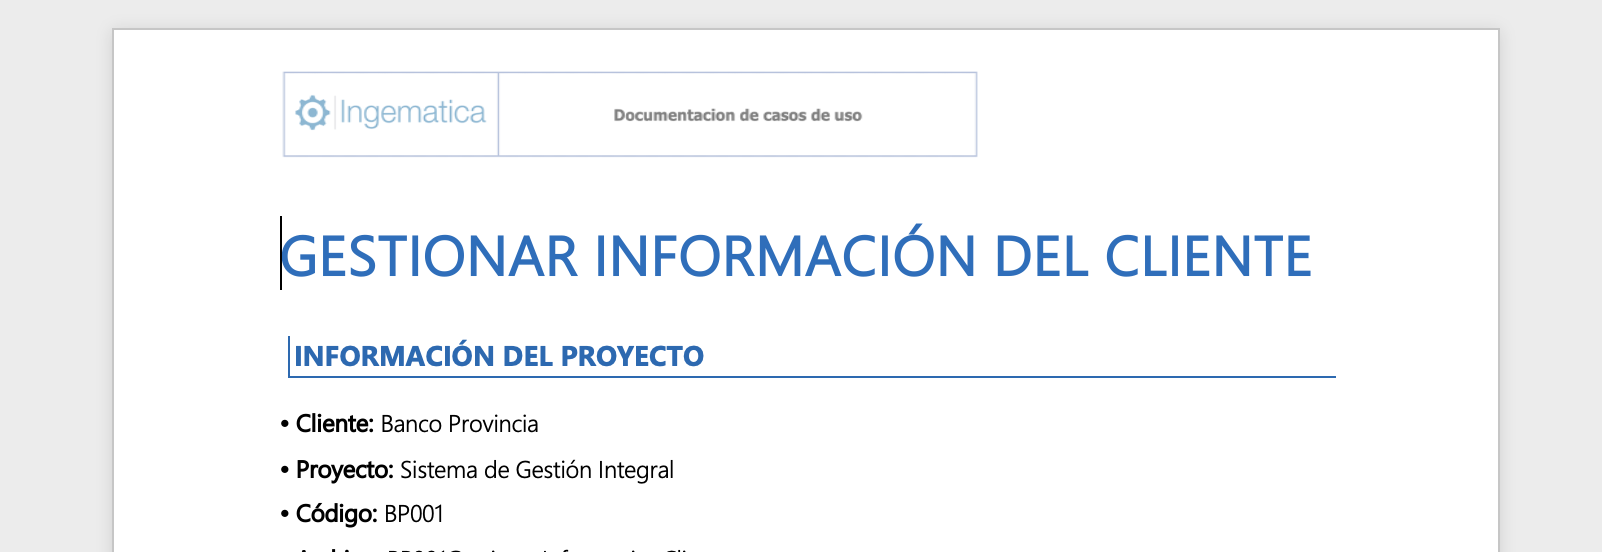 Ingematica
Documentacion de casos de uso
GESTIONAR INFORMACIÓN DEL CLIENTE
INFORMACIÓN DEL PROYECTO
• Cliente: Banco Provincia
• Proyecto: Sistema de Gestión Integral
• Código: BP001